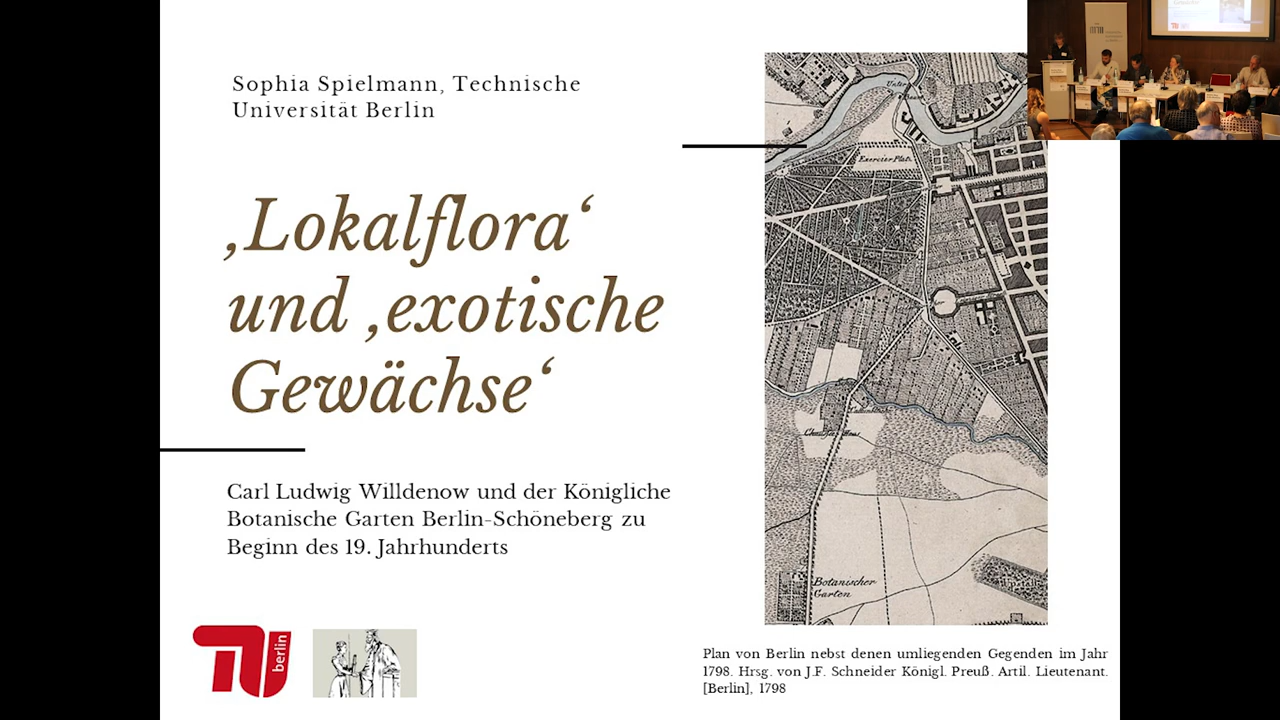 Sophia Spielmann, Technische
Universität Berlin
‚Lokalflora‘
und ‚exotische
Gewächse‘
Carl Ludwig Willdenow und der Königliche
Botanische Garten Berlin-Schöneberg zu
Beginn des 19. Jahrhunderts
berlin
Exercier Platz
Botanischer
Garten
Plan von Berlin nebst denen umliegenden Gegenden im Jahr
1798. Hrsg. von J.F. Schneider Königl. Preuß. Artil. Lieutenant.
[Berlin], 1798